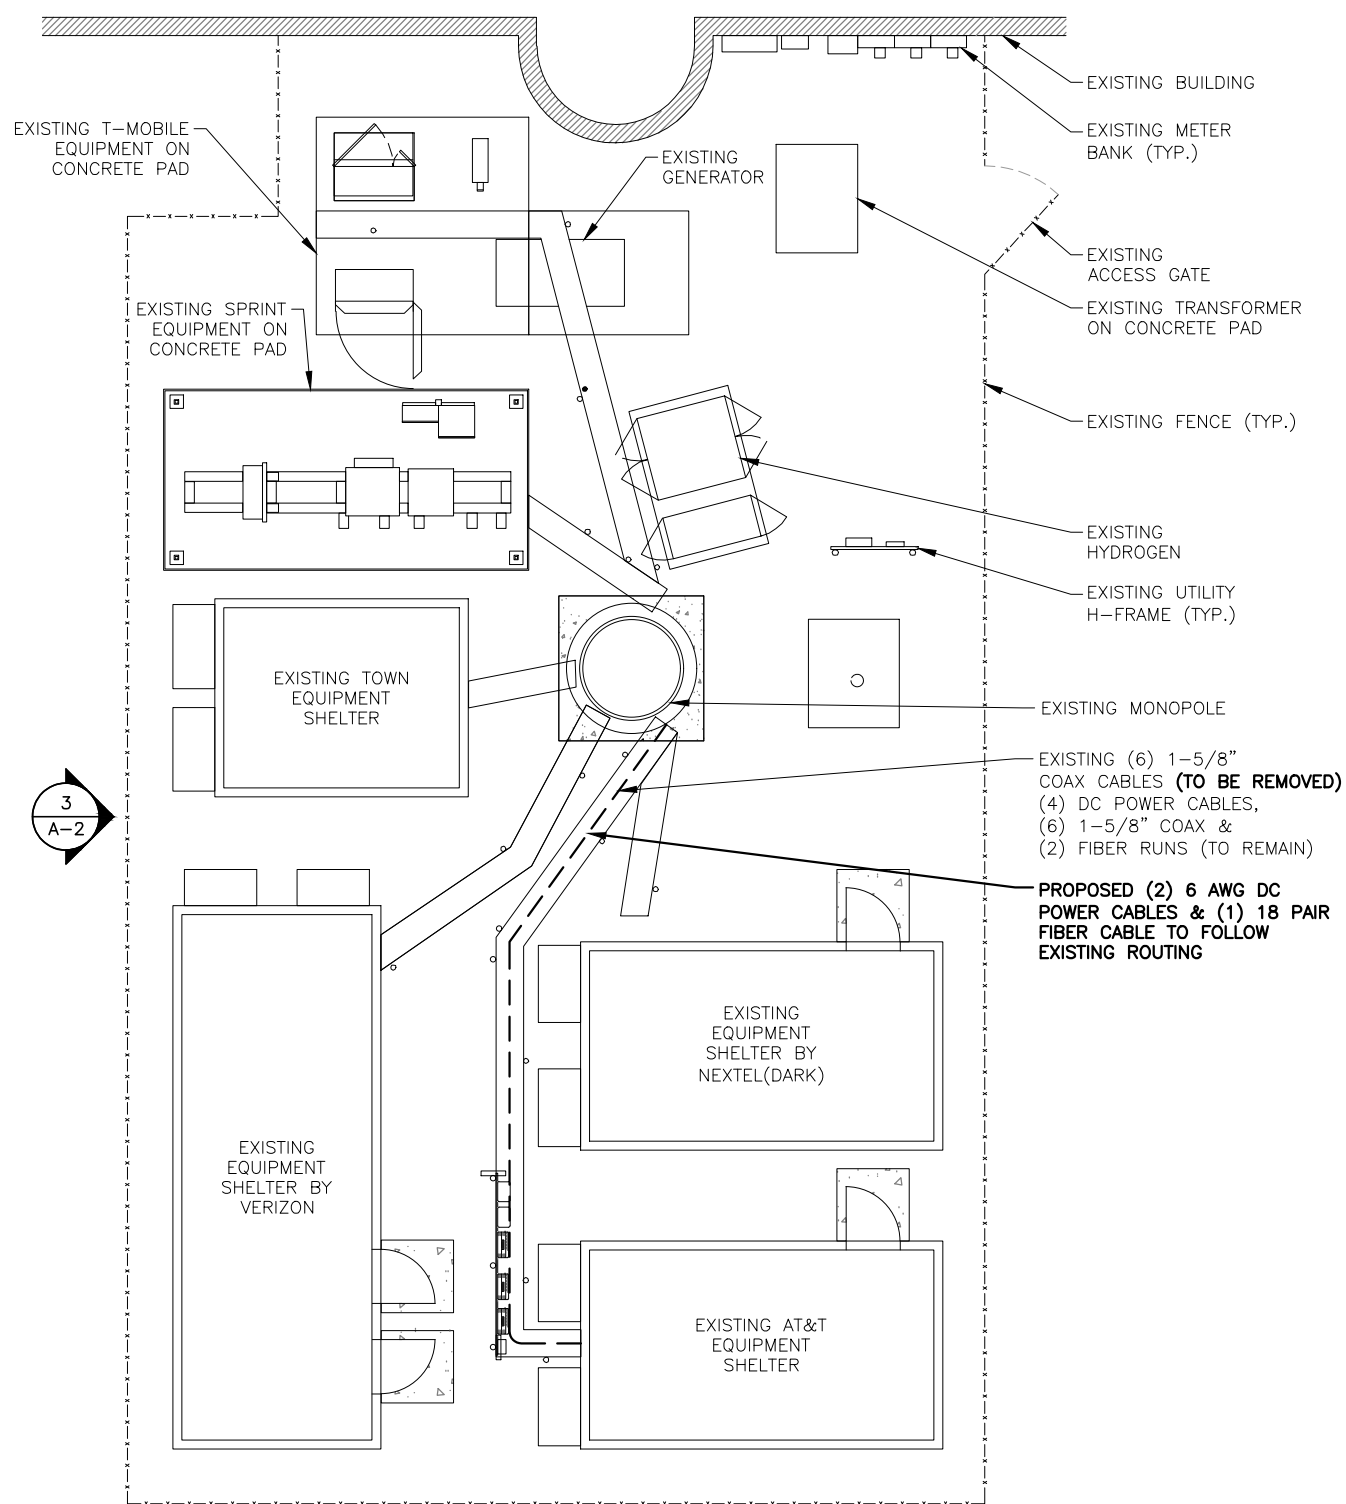 EXISTING BUILDING
EXISTING T-MOBILE
EQUIPMENT ON
CONCRETE PAD
EXISTING METER
BANK (TYP.)
EXISTING
GENERATOR
EXISTING
ACCESS GATE
EXISTING SPRINT
EQUIPMENT ON
CONCRETE PAD
EXISTING TRANSFORMER
ON CONCRETE PAD
EXISTING FENCE (TYP.)
EXISTING
HYDROGEN
EXISTING UTILITY
H-FRAME (TYP.)
EXISTING TOWN
EQUIPMENT
SHELTER
EXISTING MONOPOLE
EXISTING (6) 1-5/8"
COAX CABLES (TO BE REMOVED)
(4) DC POWER CABLES,
(6) 1-5/8" COAX &
(2) FIBER RUNS (TO REMAIN)
3
A-2
PROPOSED (2) 6 AWG DC
POWER CABLES & (1) 18 PAIR
FIBER CABLE TO FOLLOW
EXISTING ROUTING
EXISTING
EQUIPMENT
SHELTER BY
NEXTEL(DARK)
EXISTING
EQUIPMENT
SHELTER BY
VERIZON
EXISTING AT&T
EQUIPMENT
SHELTER